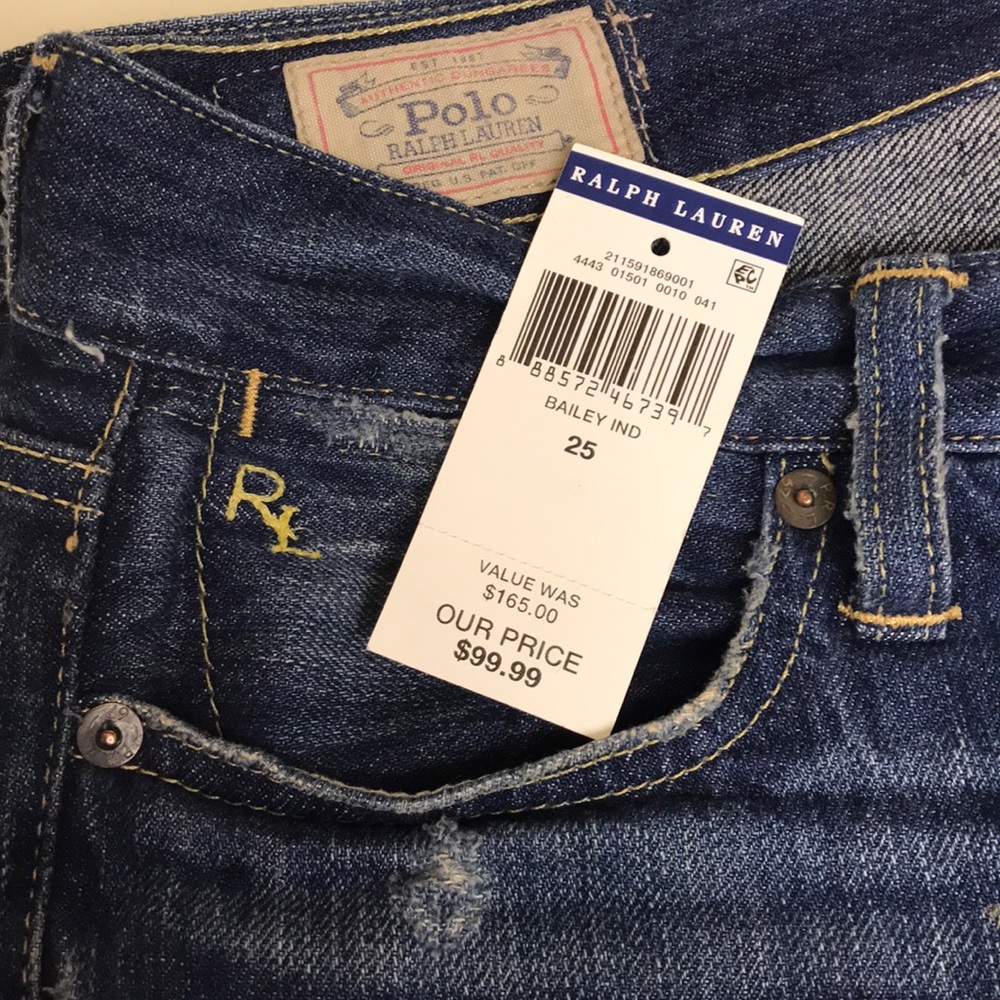 EST 1967
AUTHENTIC DUNGAREES
Polo
RALPH LAUREN
ORIGINAL RL QUALITY
REG. U.S. PAT. OFF
RALPH LAUREN
211591869001
4443 01501 0010 041
8 88572 46739 7
BAILEY IND
25
VALUE WAS
$165.00
OUR PRICE
$99.99
RL